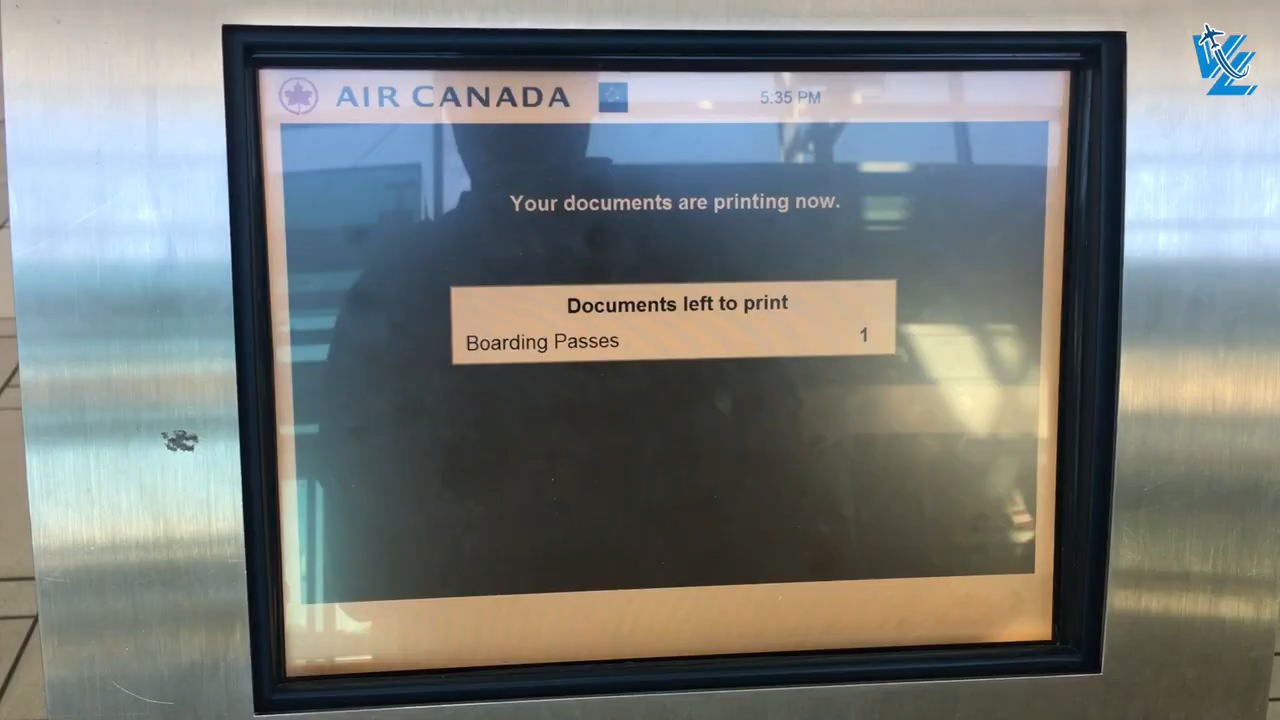 AIR CANADA
5:35 PM
Your documents are printing now.
Documents left to print
Boarding Passes 1